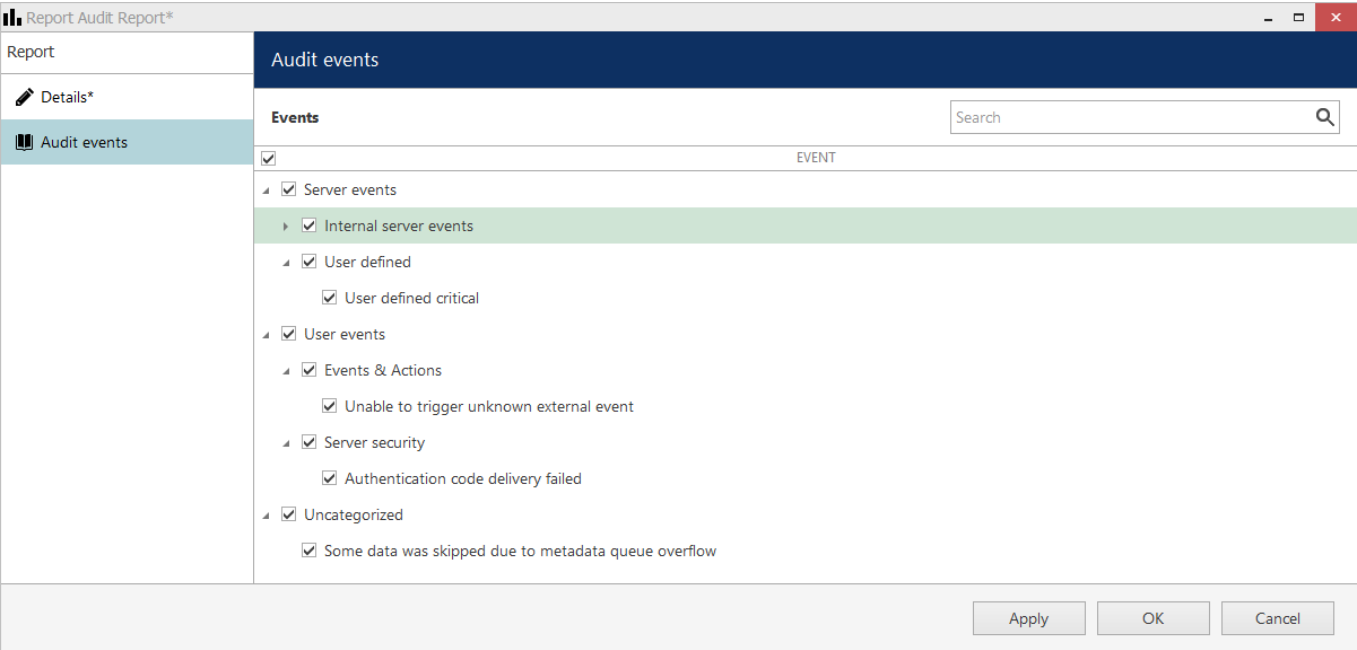 Report Audit Report*
Report
Details*
Audit events
Audit events
Events
Search
EVENT
Server events
Internal server events
User defined
User defined critical
User events
Events & Actions
Unable to trigger unknown external event
Server security
Authentication code delivery failed
Uncategorized
Some data was skipped due to metadata queue overflow
Apply
OK
Cancel